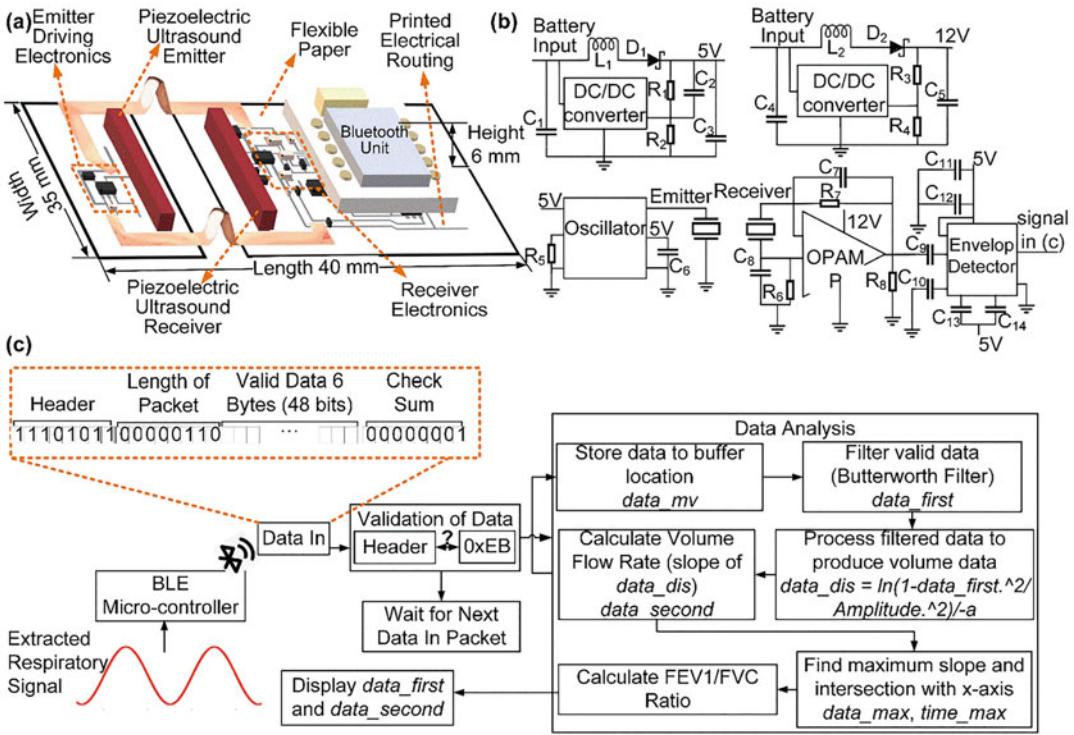 (a)
Emitter
Driving
Electronics
Piezoelectric
Ultrasound
Emitter
Flexible
Paper
Printed
Electrical
Routing
Bluetooth
Unit
Height
6 mm
Width
35 mm
Length 40 mm
Piezoelectric
Ultrasound
Receiver
Receiver
Electronics
(b)
Battery
Input
L1
D1
5V
DC/DC
converter
R1
C2
C1
R2
C3
Battery
Input
L2
D2
12V
DC/DC
converter
R3
C5
C4
R4
5V
Oscillator
Emitter
5V
R5
C6
Receiver
C7
R7
12V
OPAM
P
C8
R6
R8
C9
C10
C11
5V
C12
Envelop
Detector
signal
in (c)
C13
C14
5V
(c)
Header
Length of
Packet
Valid Data 6
Bytes (48 bits)
Check
Sum
11101011 00000110 ... 00000001
Data In
Validation of Data
Header
?
0xEB
Wait for Next
Data In Packet
BLE
Micro-controller
Extracted
Respiratory
Signal
Data Analysis
Store data to buffer
location
data_mv
Filter valid data
(Butterworth Filter)
data_first
Process filtered data to
produce volume data
data_dis = ln(1-data_first.^2/
Amplitude.^2)/-a
Calculate Volume
Flow Rate (slope of
data_dis)
data_second
Find maximum slope and
intersection with x-axis
data_max, time_max
Calculate FEV1/FVC
Ratio
Display data_first
and data_second